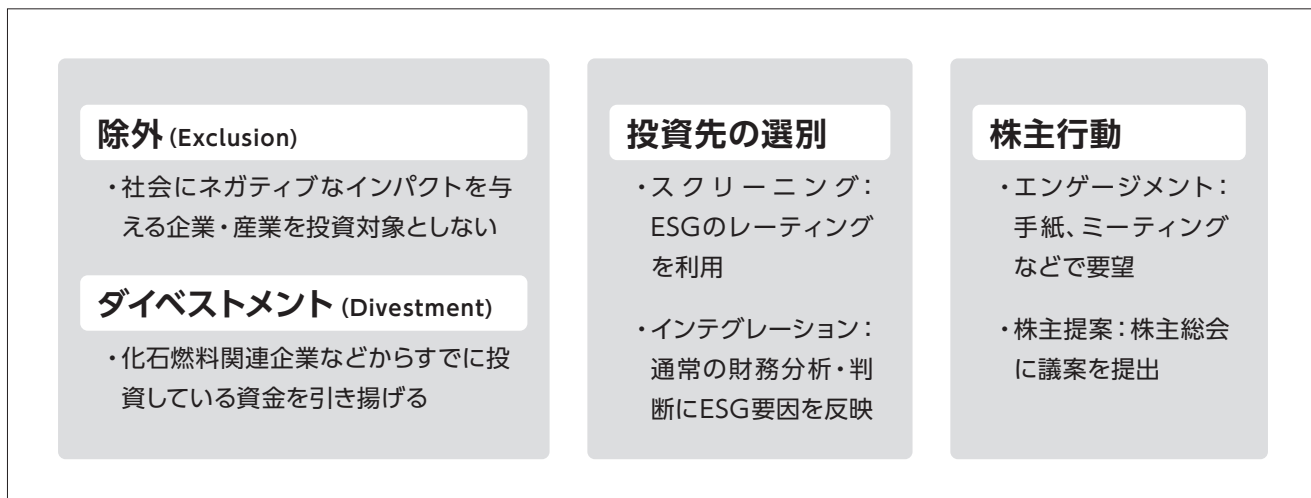 除外 (Exclusion)
・社会にネガティブなインパクトを与
える企業・産業を投資対象としない
ダイベストメント (Divestment)
・化石燃料関連企業などからすでに投
資している資金を引き揚げる
投資先の選別
・スクリーニング：
ESGのレーティング
を利用
・インテグレーション：
通常の財務分析・判
断にESG要因を反映
株主行動
・エンゲージメント：
手紙、ミーティング
などで要望
・株主提案：株主総会
に議案を提出